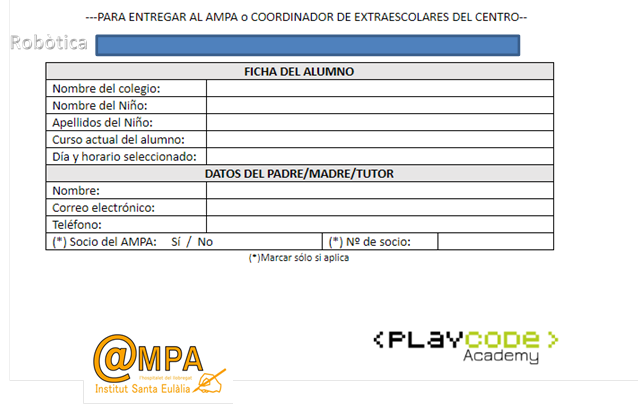 ---PARA ENTREGAR AL AMPA o COORDINADOR DE EXTRAESCOLARES DEL CENTRO--
Robòtica
FICHA DEL ALUMNO
Nombre del colegio:
Nombre del Niño:
Apellidos del Niño:
Curso actual del alumno:
Día y horario seleccionado:
DATOS DEL PADRE/MADRE/TUTOR
Nombre:
Correo electrónico:
Teléfono:
(*) Socio del AMPA: Sí / No (*) Nº de socio:
(*)Marcar sólo si aplica
@MPA
Institut Santa Eulàlia
<PLAYCODE>
Academy